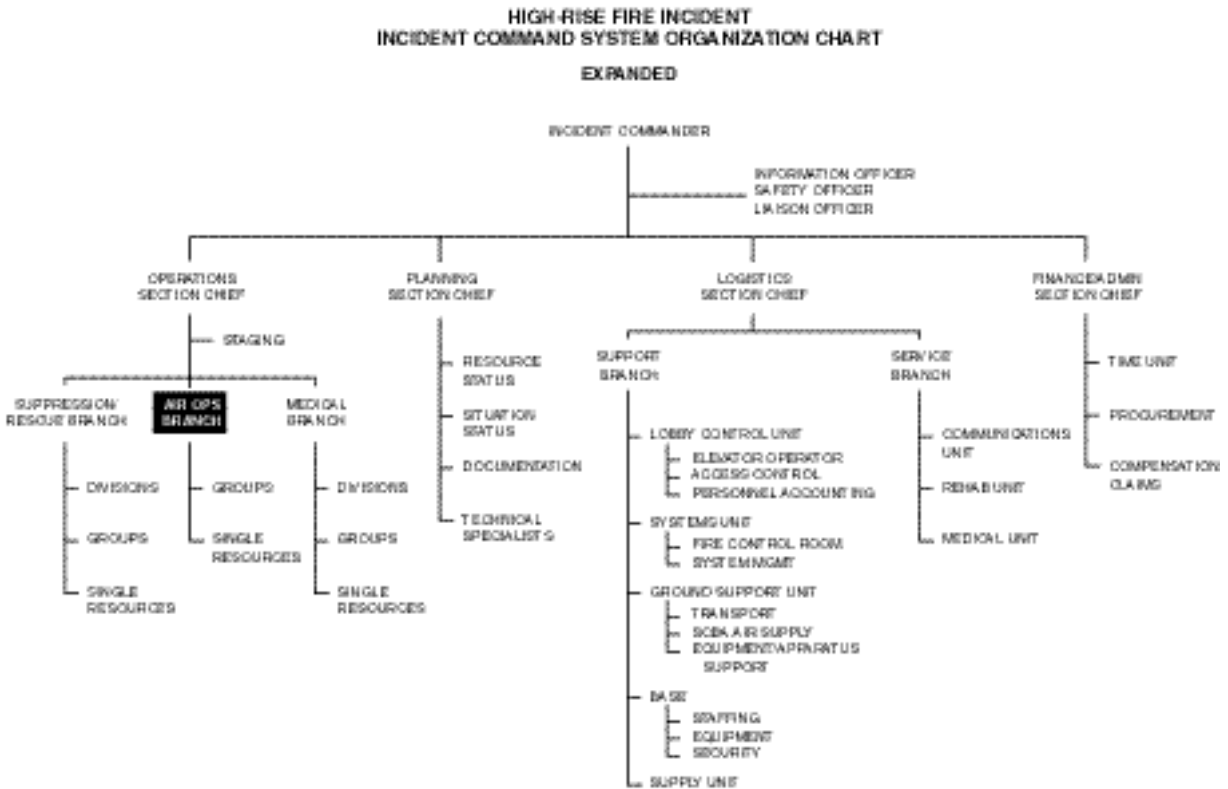 HIGH-RISE FIRE INCIDENT
INCIDENT COMMAND SYSTEM ORGANIZATION CHART
EXPANDED
INCIDENT COMMANDER
INFORMATION OFFICER
SAFETY OFFICER
LIAISON OFFICER
OPERATIONS
SECTION CHIEF
STAGING
SUPPRESSION/
RESCUE BRANCH
DIVISIONS
GROUPS
SINGLE
RESOURCES
AIR OPS
BRANCH
GROUPS
SINGLE
RESOURCES
MEDICAL
BRANCH
DIVISIONS
GROUPS
SINGLE
RESOURCES
PLANNING
SECTION CHIEF
RESOURCE
STATUS
SITUATION
STATUS
DOCUMENTATION
TECHNICAL
SPECIALISTS
LOGISTICS
SECTION CHIEF
SUPPORT
BRANCH
LOBBY CONTROL UNIT
ELEVATOR OPERATOR
ACCESS CONTROL
PERSONNEL ACCOUNTING
SYSTEMS UNIT
FIRE CONTROL ROOM
SYSTEM MGMT
GROUND SUPPORT UNIT
TRANSPORT
SCBA AIR SUPPLY
EQUIPMENT/APPARATUS
SUPPORT
BASE
STAFFING
EQUIPMENT
SECURITY
SUPPLY UNIT
SERVICE
BRANCH
COMMUNICATIONS
UNIT
REHAB UNIT
MEDICAL UNIT
FINANCE/ADMIN
SECTION CHIEF
TIME UNIT
PROCUREMENT
COMPENSATION/
CLAIMS